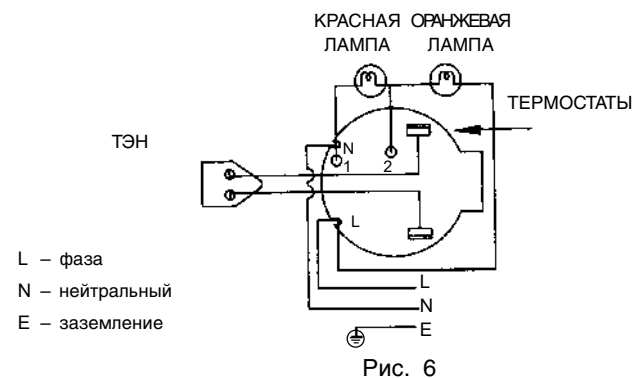 КРАСНАЯ ОРАНЖЕВАЯ
ЛАМПА ЛАМПА
ТЕРМОСТАТЫ
ТЭН
N
1 2
L
L – фаза
N – нейтральный
E – заземление
L
N
E
Рис. 6